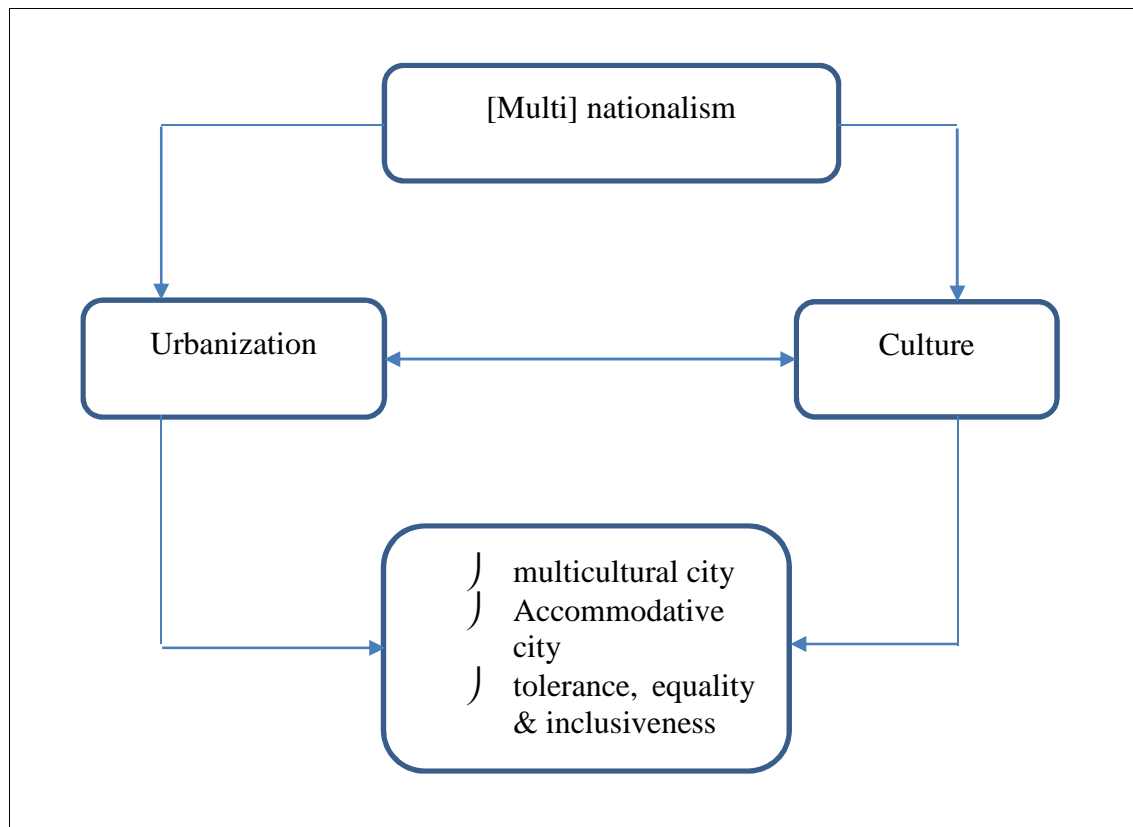 [Multi] nationalism
Urbanization
Culture
⌡ multicultural city
⌡ Accommodative
city
⌡ tolerance, equality
& inclusiveness